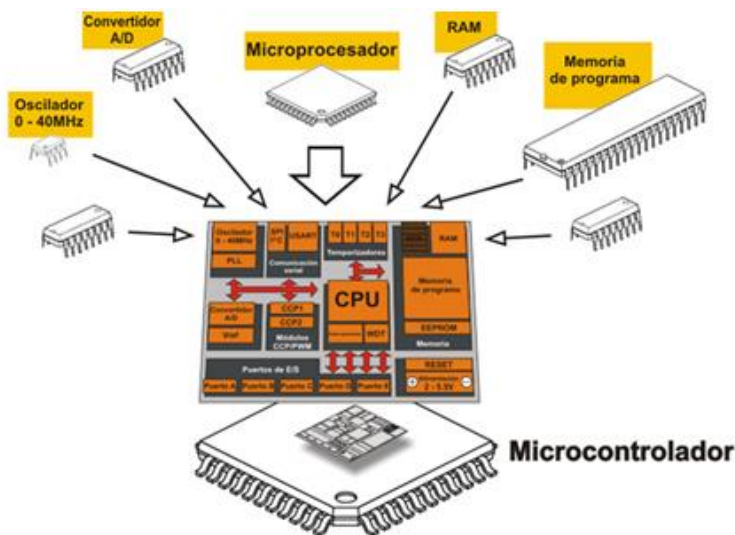 Convertidor
A/D
Microprocesador
RAM
Memoria
de programa
Oscilador
0 - 40MHz
Oscilador
0 - 40MHz
PLL
SPI
I²C
USART
Comunicación
serial
T0 T1 T2 T3
Temporizadores
RAM
Memoria
de programa
EEPROM
Memoria
Convertidor
A/D
Vref
CCP1
CCP2
Módulos
CCP/PWM
CPU
WDT
Puertos de E/S
Puerto A Puerto B Puerto C Puerto D Puerto E
RESET
Alimentación
2 - 5.5V
Microcontrolador